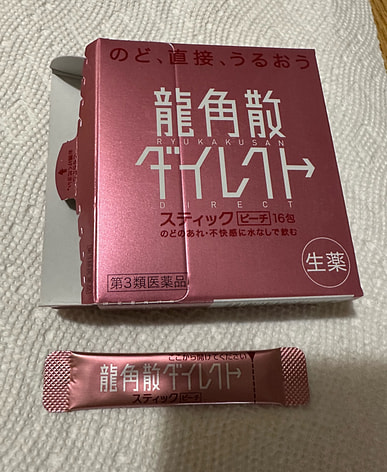 のど、直接、うるおう
龍角散
RYUKAKUSAN
ダイレクト
DIRECT
スティック ピーチ 16包
のどのあれ・不快感に水なしで飲む
生薬
第3類医薬品
ここから開けてください
龍角散ダイレクト
スティック ピーチ